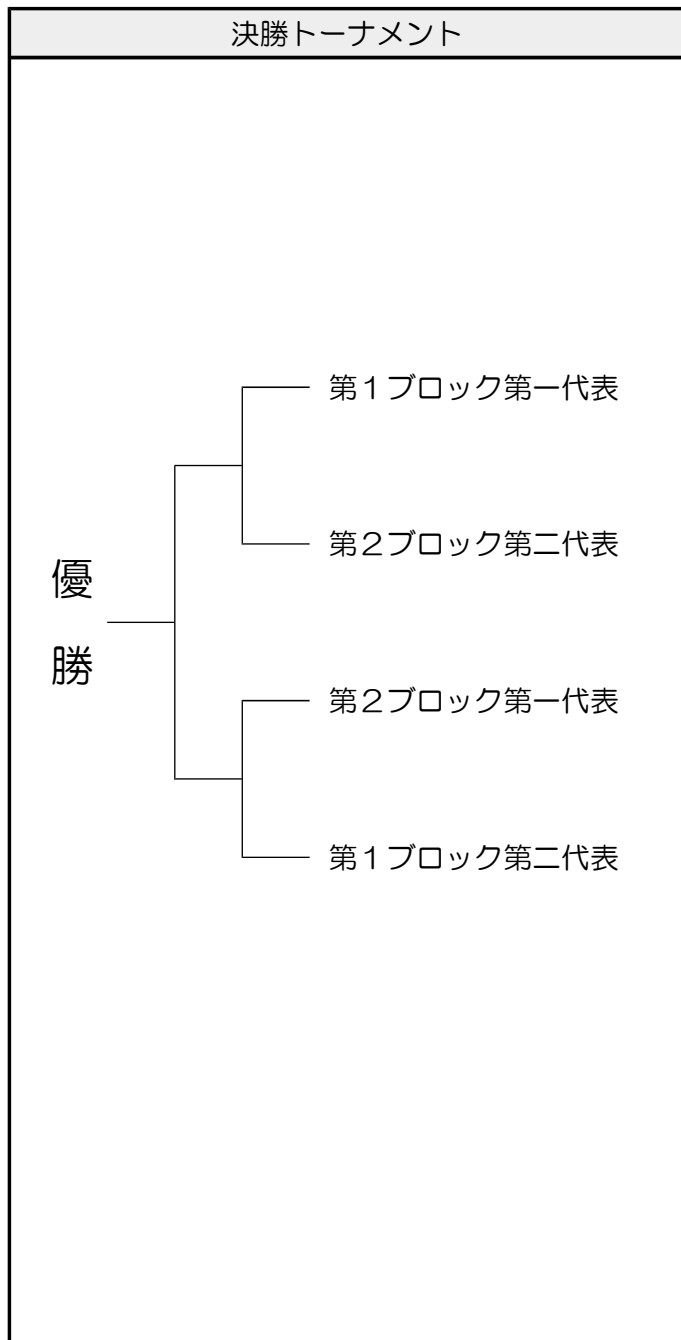 決勝トーナメント
第１ブロック第一代表
第２ブロック第二代表
優勝
第２ブロック第一代表
第１ブロック第二代表